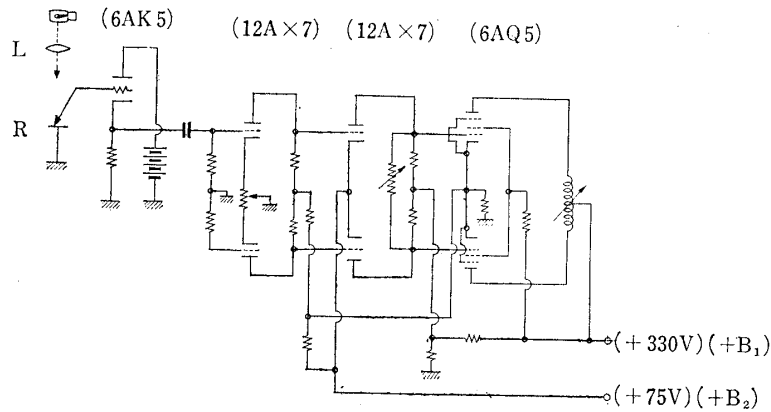 (6AK5)
(12A×7)
(12A×7)
(6AQ5)
L
R
(+330V)(+B₁)
(+75V)(+B₂)